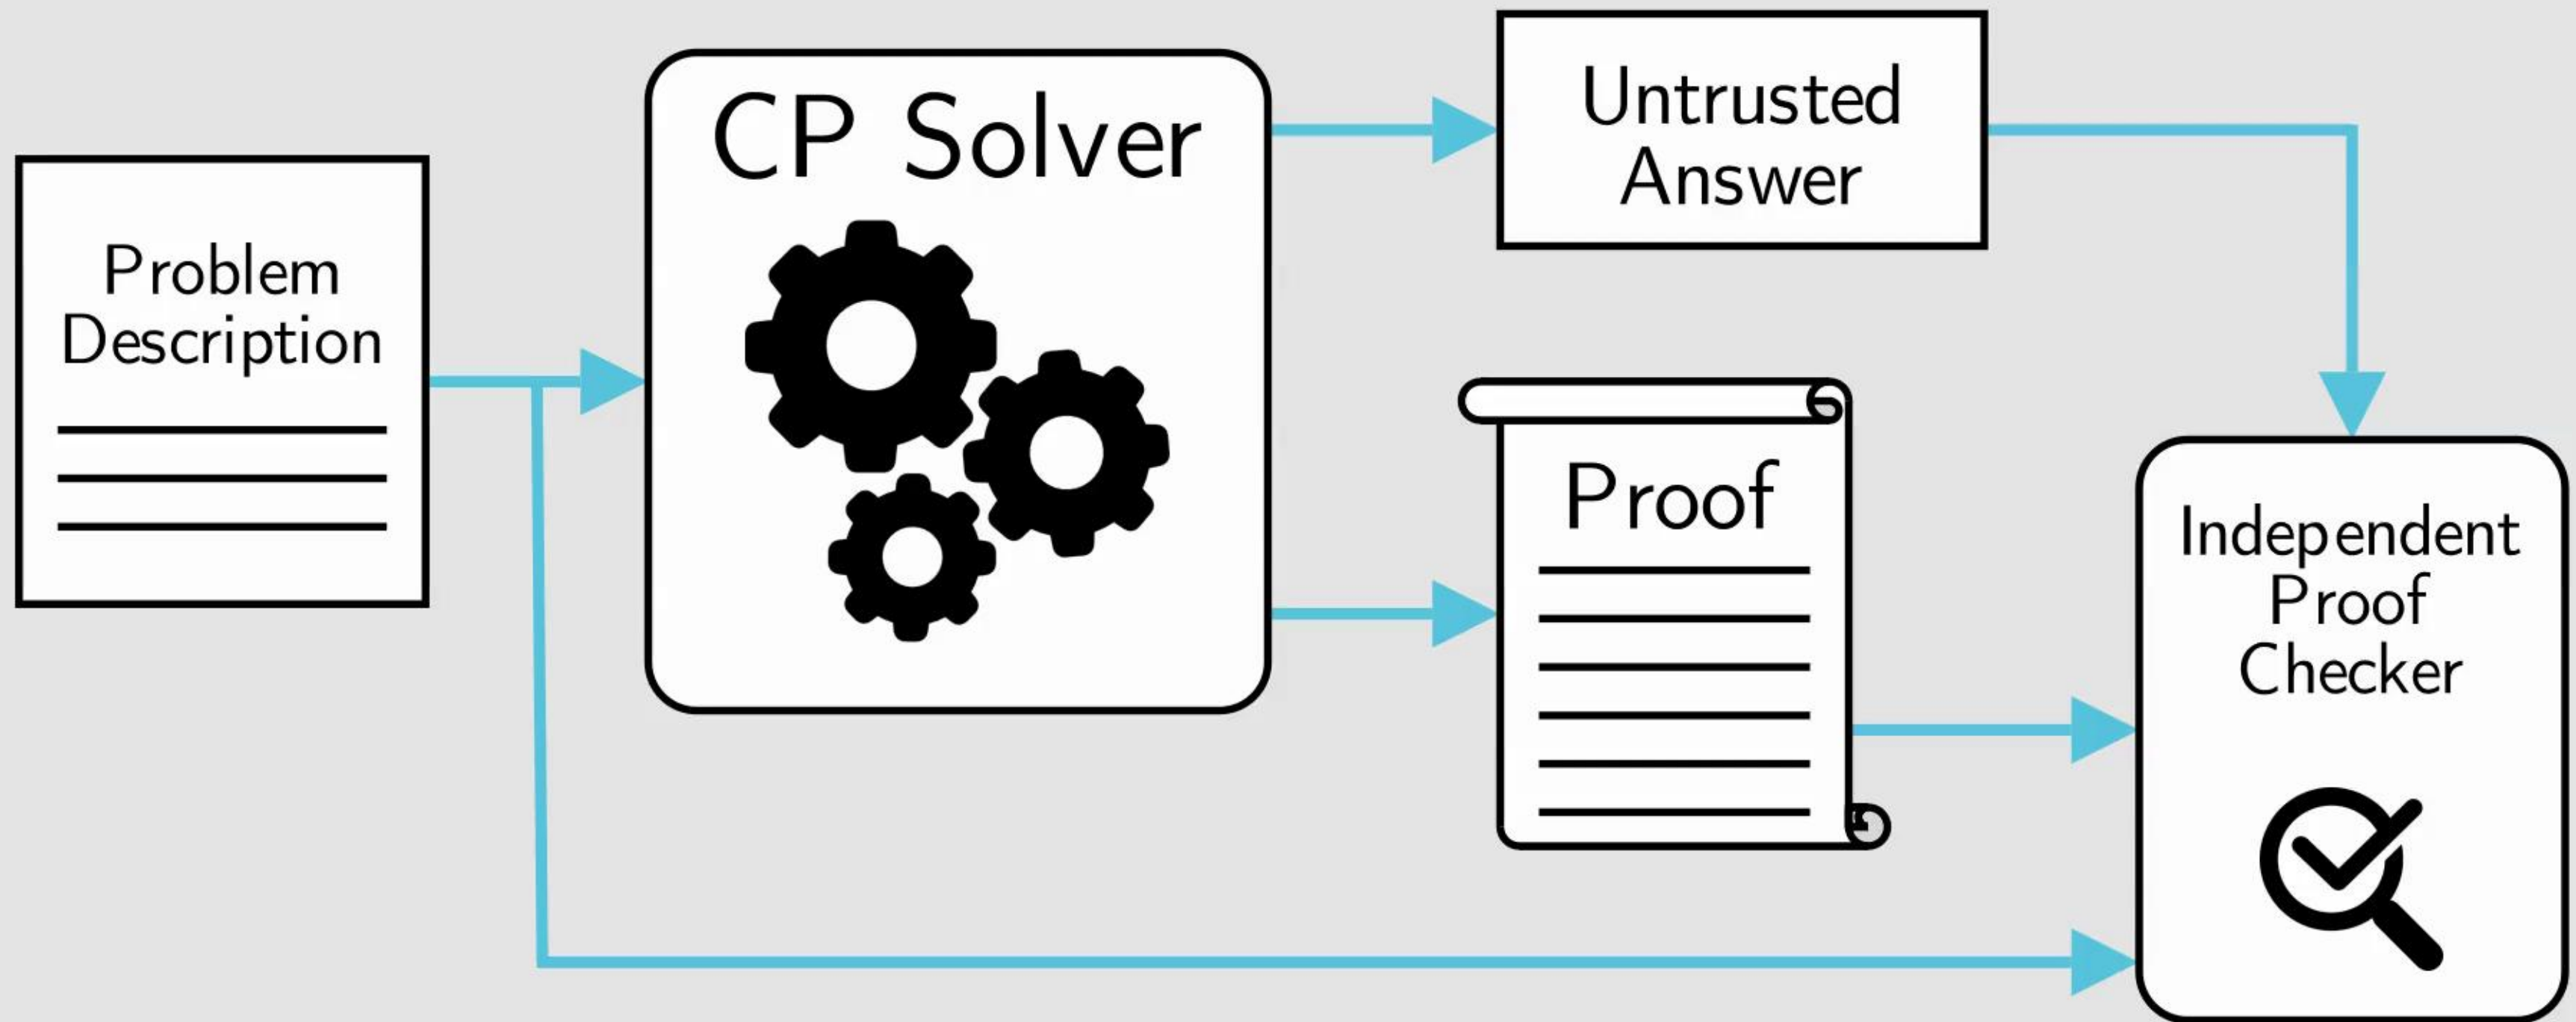 Problem
Description
CP Solver
Untrusted
Answer
Proof
Independent
Proof
Checker